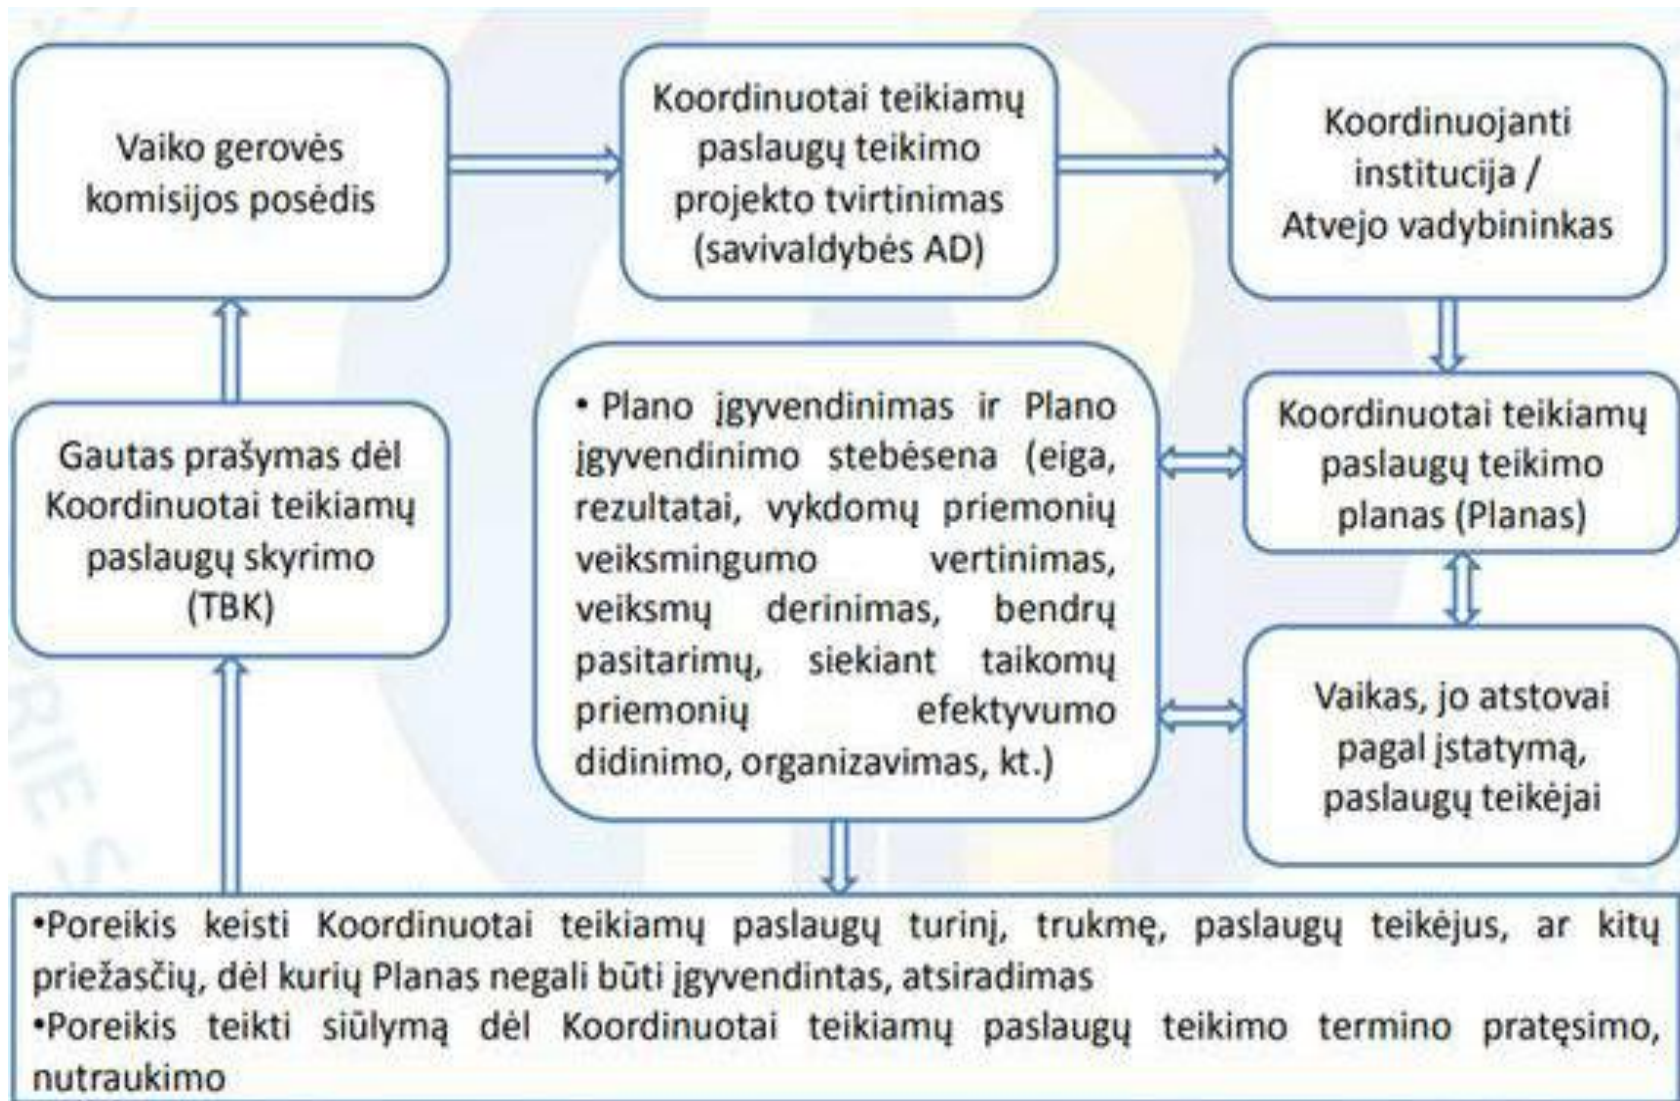 Vaiko gerovės
komisijos posėdis
Koordinuotai teikiamų
paslaugų teikimo
projekto tvirtinimas
(savivaldybės AD)
Koordinuojanti
institucija /
Atvejo vadybininkas
Gautas prašymas dėl
Koordinuotai teikiamų
paslaugų skyrimo
(TBK)
• Plano įgyvendinimas ir Plano
įgyvendinimo stebėsena (eiga,
rezultatai, vykdomų priemonių
veiksmingumo vertinimas,
veiksmų derinimas, bendrų
pasitarimų, siekiant taikomų
priemonių efektyvumo
didinimo, organizavimas, kt.)
Koordinuotai teikiamų
paslaugų teikimo
planas (Planas)
Vaikas, jo atstovai
pagal įstatymą,
paslaugų teikėjai
•Poreikis keisti Koordinuotai teikiamų paslaugų turinį, trukmę, paslaugų teikėjus, ar kitų
priežasčių, dėl kurių Planas negali būti įgyvendintas, atsiradimas
•Poreikis teikti siūlymą dėl Koordinuotai teikiamų paslaugų teikimo termino pratęsimo,
nutraukimo